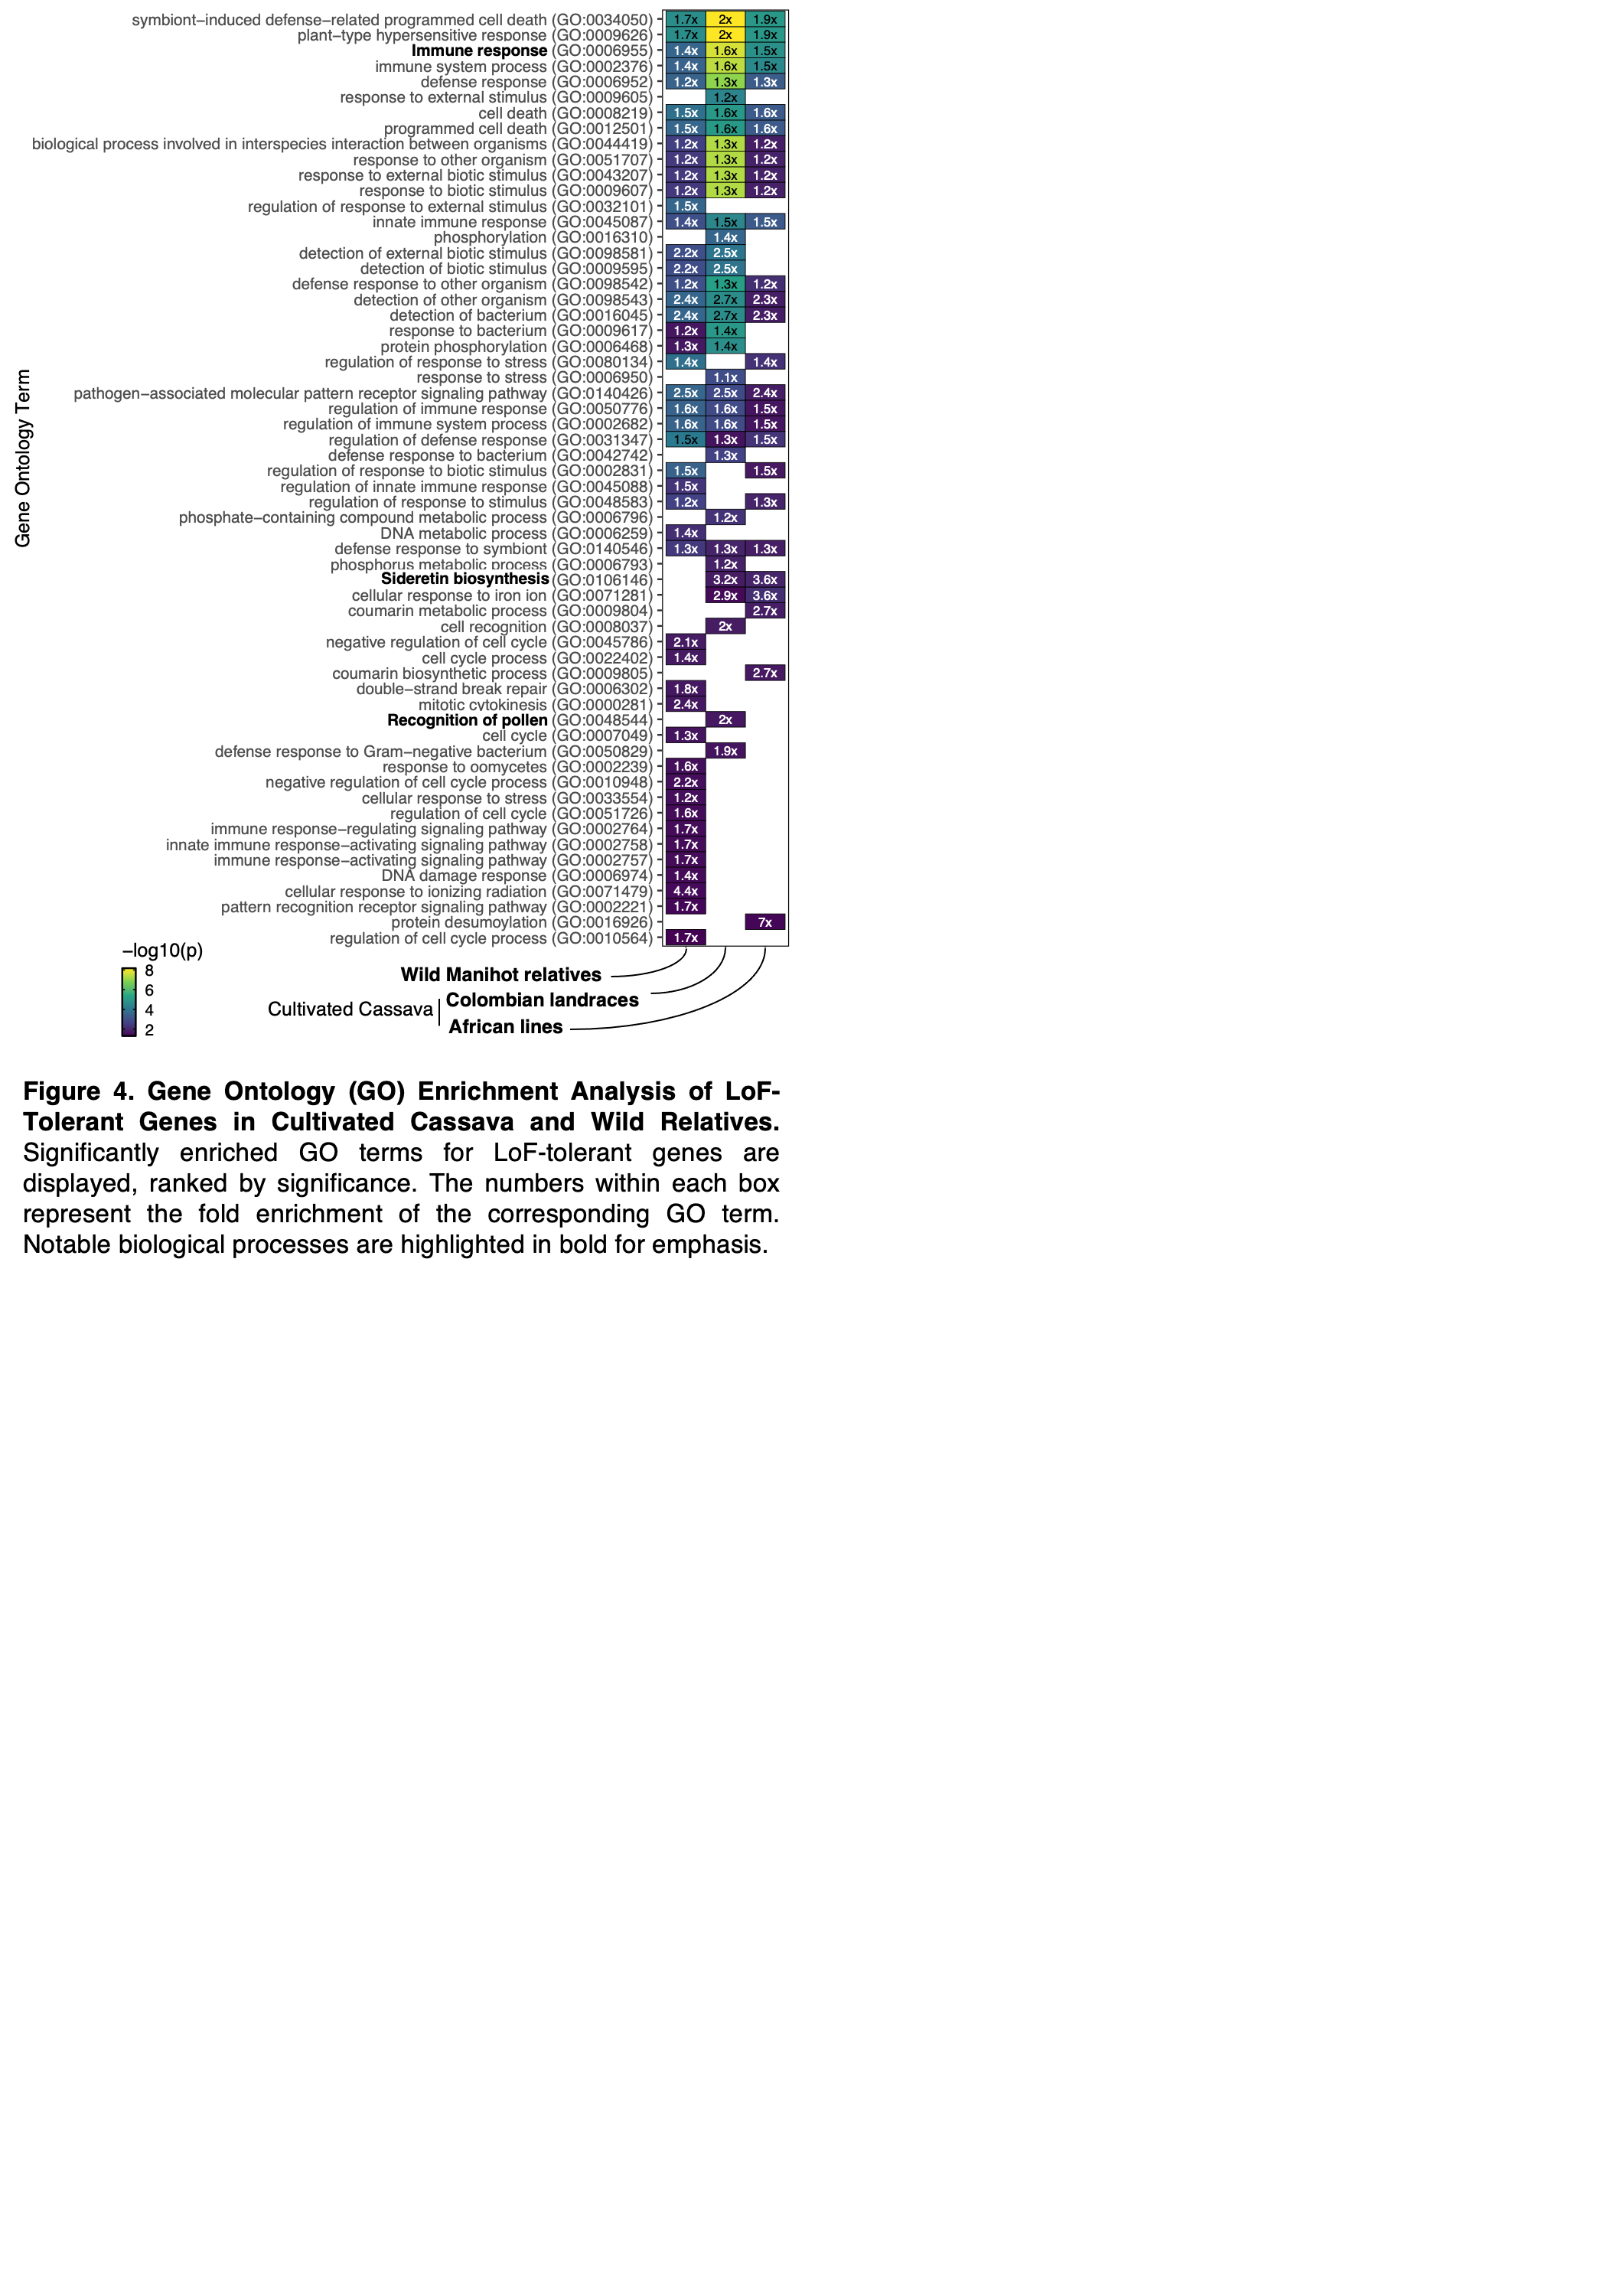 symbiont−induced defense−related programmed cell death (GO:0034050) 1.7x 2x 1.9x
plant−type hypersensitive response (GO:0009626) 1.7x 2x 1.9x
Immune response (GO:0006955) 1.4x 1.6x 1.5x
immune system process (GO:0002376) 1.4x 1.6x 1.5x
defense response (GO:0006952) 1.2x 1.3x 1.3x
response to external stimulus (GO:0009605) 1.2x
cell death (GO:0008219) 1.5x 1.6x 1.6x
programmed cell death (GO:0012501) 1.5x 1.6x 1.6x
biological process involved in interspecies interaction between organisms (GO:0044419) 1.2x 1.3x 1.2x
response to other organism (GO:0051707) 1.2x 1.3x 1.2x
response to external biotic stimulus (GO:0043207) 1.2x 1.3x 1.2x
response to biotic stimulus (GO:0009607) 1.2x 1.3x 1.2x
regulation of response to external stimulus (GO:0032101) 1.5x
innate immune response (GO:0045087) 1.4x 1.5x 1.5x
phosphorylation (GO:0016310) 1.4x
detection of external biotic stimulus (GO:0098581) 2.2x 2.5x
detection of biotic stimulus (GO:0009595) 2.2x 2.5x
defense response to other organism (GO:0098542) 1.2x 1.3x 1.2x
detection of other organism (GO:0098543) 2.4x 2.7x 2.3x
detection of bacterium (GO:0016045) 2.4x 2.7x 2.3x
response to bacterium (GO:0009617) 1.2x 1.4x
protein phosphorylation (GO:0006468) 1.3x 1.4x
regulation of response to stress (GO:0080134) 1.4x 1.4x
response to stress (GO:0006950) 1.1x
pathogen−associated molecular pattern receptor signaling pathway (GO:0140426) 2.5x 2.5x 2.4x
regulation of immune response (GO:0050776) 1.6x 1.6x 1.5x
regulation of immune system process (GO:0002682) 1.6x 1.6x 1.5x
regulation of defense response (GO:0031347) 1.5x 1.3x 1.5x
defense response to bacterium (GO:0042742) 1.3x
regulation of response to biotic stimulus (GO:0002831) 1.5x 1.5x
regulation of innate immune response (GO:0045088) 1.5x
regulation of response to stimulus (GO:0048583) 1.2x 1.3x
phosphate−containing compound metabolic process (GO:0006796) 1.2x
DNA metabolic process (GO:0006259) 1.4x
defense response to symbiont (GO:0140546) 1.3x 1.3x 1.3x
phosphorus metabolic process (GO:0006793) 1.2x
Sideretin biosynthesis (GO:0106146) 3.2x 3.6x
cellular response to iron ion (GO:0071281) 2.9x 3.6x
coumarin metabolic process (GO:0009804) 2.7x
cell recognition (GO:0008037) 2x
negative regulation of cell cycle (GO:0045786) 2.1x
cell cycle process (GO:0022402) 1.4x
coumarin biosynthetic process (GO:0009805) 2.7x
double−strand break repair (GO:0006302) 1.8x
mitotic cytokinesis (GO:0000281) 2.4x
Recognition of pollen (GO:0048544) 2x
cell cycle (GO:0007049) 1.3x
defense response to Gram−negative bacterium (GO:0050829) 1.9x
response to oomycetes (GO:0002239) 1.6x
negative regulation of cell cycle process (GO:0010948) 2.2x
cellular response to stress (GO:0033554) 1.2x
regulation of cell cycle (GO:0051726) 1.6x
immune response−regulating signaling pathway (GO:0002764) 1.7x
innate immune response−activating signaling pathway (GO:0002758) 1.7x
immune response−activating signaling pathway (GO:0002757) 1.7x
DNA damage response (GO:0006974) 1.4x
cellular response to ionizing radiation (GO:0071479) 4.4x
pattern recognition receptor signaling pathway (GO:0002221) 1.7x
protein desumoylation (GO:0016926) 7x
regulation of cell cycle process (GO:0010564) 1.7x
Gene Ontology Term
−log10(p)
8
6
4
2
Wild Manihot relatives
Cultivated Cassava
Colombian landraces
African lines
Figure 4. Gene Ontology (GO) Enrichment Analysis of LoF-
Tolerant Genes in Cultivated Cassava and Wild Relatives.
Significantly enriched GO terms for LoF-tolerant genes are
displayed, ranked by significance. The numbers within each box
represent the fold enrichment of the corresponding GO term.
Notable biological processes are highlighted in bold for emphasis.